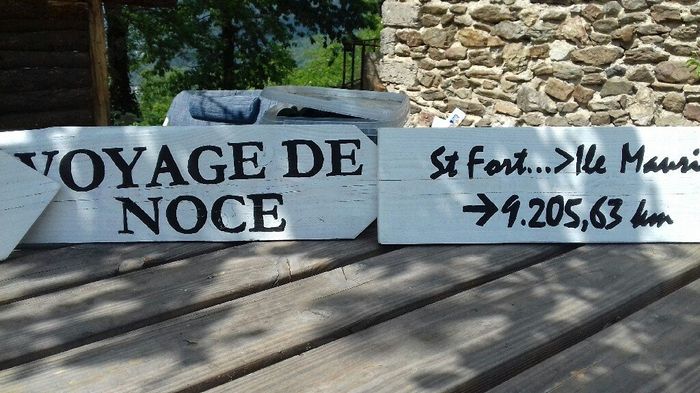 VOYAGE DE
NOCE
St Fort...>Ile Mauri
→9.205,63 km